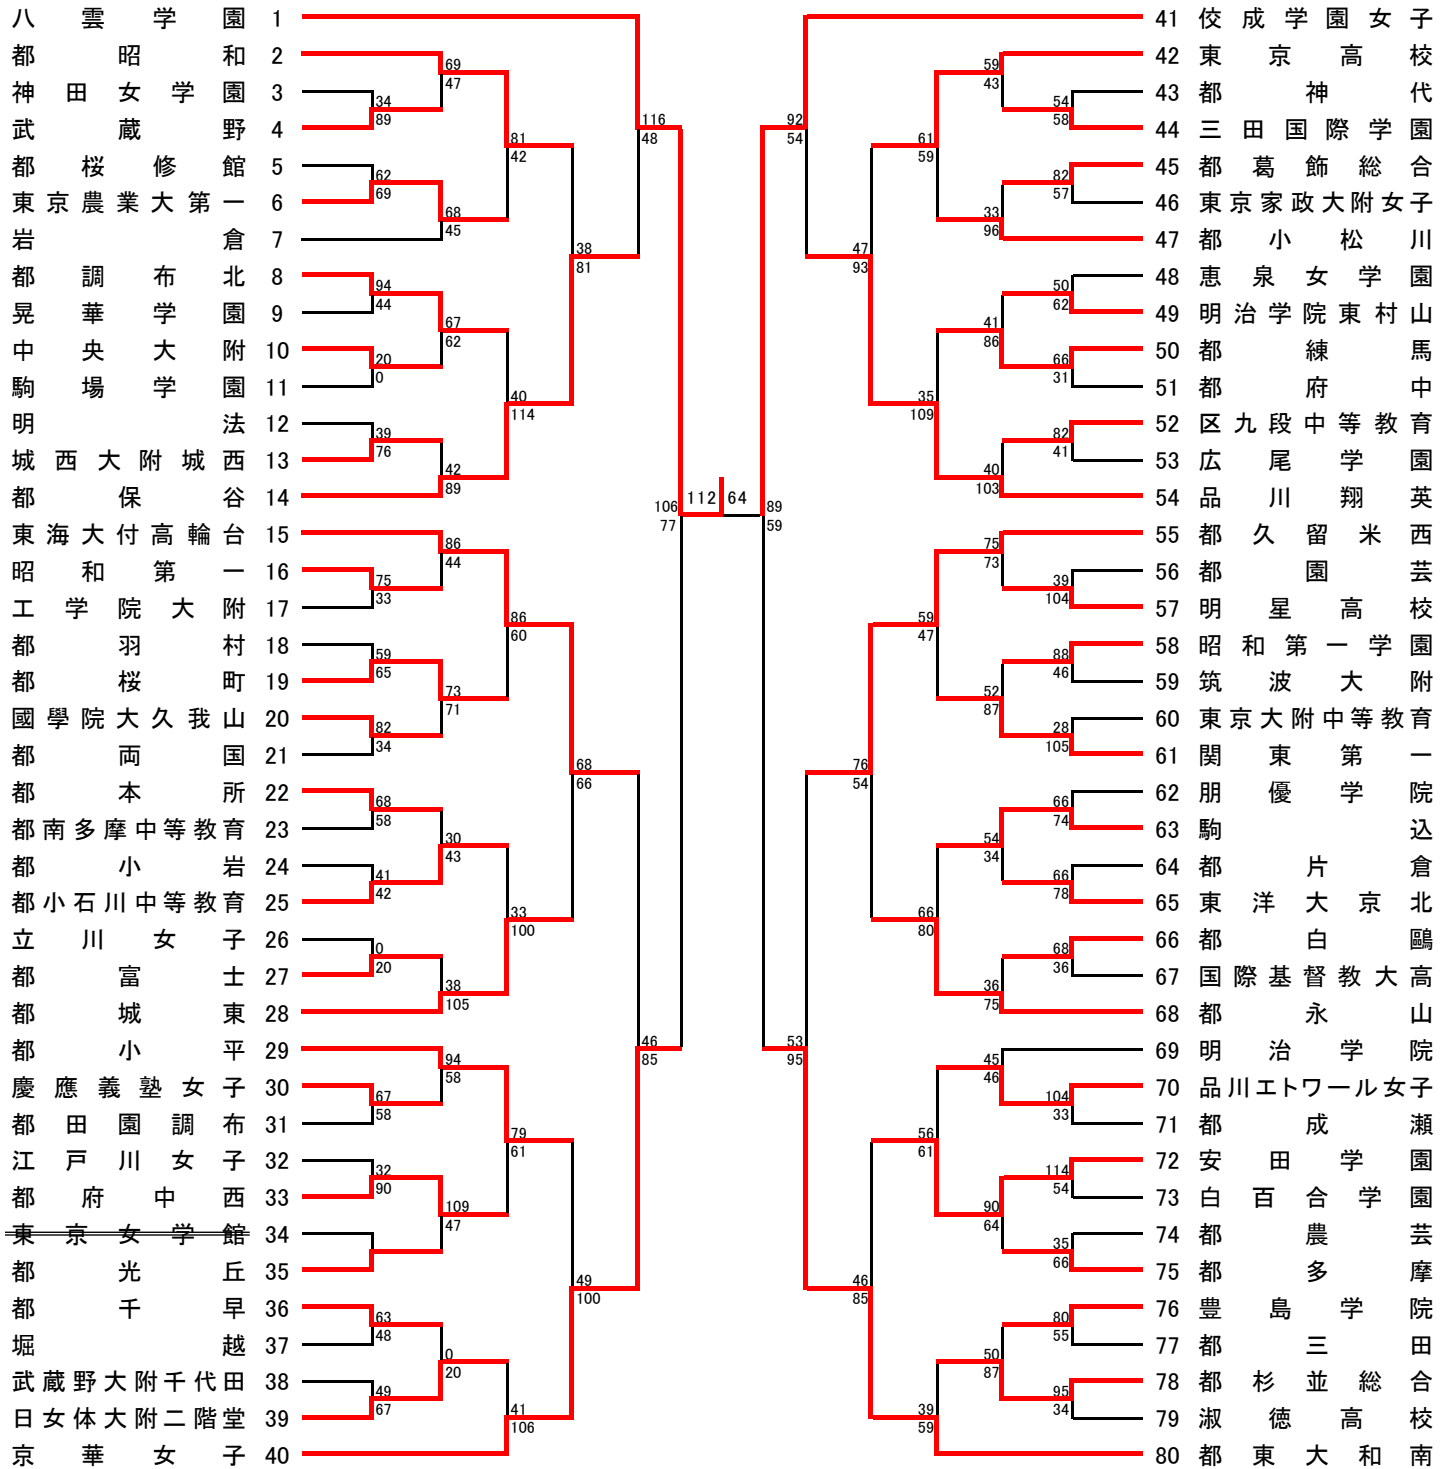 八雲学園 1
都昭和 2
神田女学園 3
武蔵野 4
都桜修館 5
東京農業大第一 6
岩倉 7
都調布北 8
晃華学園 9
中央大附 10
駒場学園 11
明法 12
城西大附城西 13
都保谷 14
東海大付高輪台 15
昭和第一 16
工学院大附 17
都羽村 18
都桜町 19
國學院大久我山 20
都両国 21
都本所 22
都南多摩中等教育 23
都小岩 24
都小石川中等教育 25
立川女子 26
都富士 27
都城東 28
都小平 29
慶應義塾女子 30
都田園調布 31
江戸川女子 32
都府中西 33
東京女学館 34
都光丘 35
都千早 36
堀越 37
武蔵野大附千代田 38
日女体大附二階堂 39
京華女子 40
34
89
62
69
94
44
20
0
39
76
75
33
59
65
82
34
68
58
41
42
0
20
67
58
32
90
63
48
49
67
69
47
68
45
67
62
42
89
86
44
73
71
30
43
38
105
94
58
109
47
0
20
81
42
40
114
86
60
33
100
79
61
41
106
38
81
68
66
49
100
116
48
46
85
106
77
112
64
89
59
92
54
53
95
47
93
76
54
46
85
61
59
35
109
59
47
66
80
56
61
39
59
59
43
33
96
41
86
40
103
75
73
52
87
54
34
36
75
45
46
90
64
50
87
54
58
82
57
50
62
66
31
82
41
39
104
88
46
28
105
66
74
66
78
68
36
104
33
114
54
35
66
80
55
95
34
41 佼成学園女子
42 東京高校
43 都神代
44 三田国際学園
45 都葛飾総合
46 東京家政大附女子
47 都小松川
48 恵泉女学園
49 明治学院東村山
50 都練馬
51 都府中
52 区九段中等教育
53 広尾学園
54 品川翔英
55 都久留米西
56 都園芸
57 明星高校
58 昭和第一学園
59 筑波大附
60 東京大附中等教育
61 関東第一
62 朋優学院
63 駒込
64 都片倉
65 東洋大京北
66 都白鷗
67 国際基督教大高
68 都永山
69 明治学院
70 品川エトワール女子
71 都成瀬
72 安田学園
73 白百合学園
74 都農芸
75 都多摩
76 豊島学院
77 都三田
78 都杉並総合
79 淑徳高校
80 都東大和南